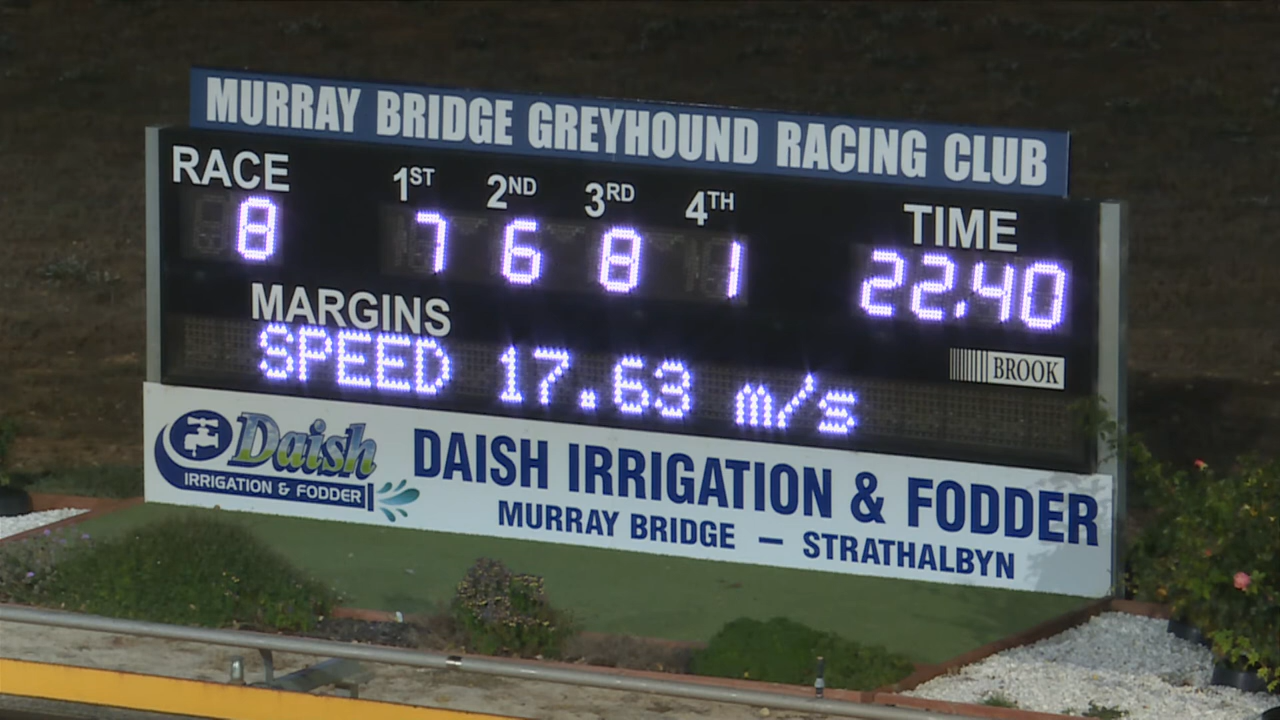 MURRAY BRIDGE GREYHOUND RACING CLUB
RACE 1ST 2ND 3RD 4TH TIME
8 7 6 8 1 22.40
MARGINS
BROOK
SPEED 17.63 m/s
Daish
IRRIGATION & FODDER
DAISH IRRIGATION & FODDER
MURRAY BRIDGE – STRATHALBYN